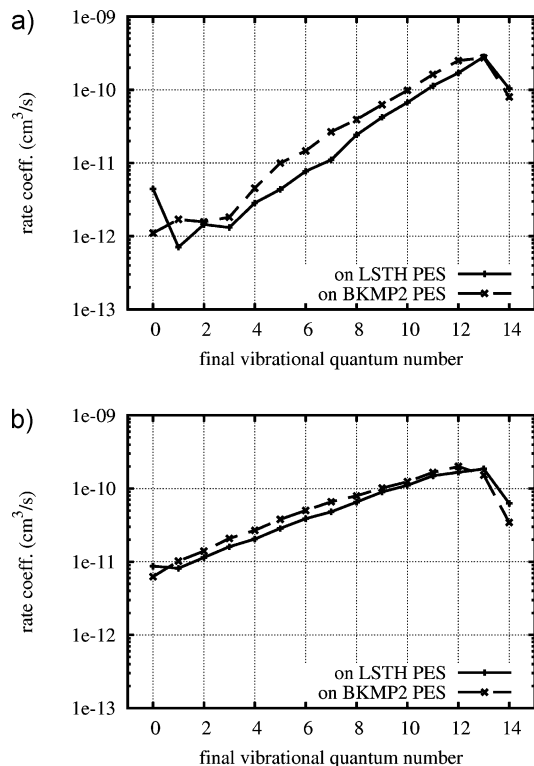 a)
1e-09
1e-10
1e-11
1e-12
1e-13
rate coeff. (cm³/s)
on LSTH PES
on BKMP2 PES
0 2 4 6 8 10 12 14
final vibrational quantum number
b)
1e-09
1e-10
1e-11
1e-12
1e-13
rate coeff. (cm³/s)
on LSTH PES
on BKMP2 PES
0 2 4 6 8 10 12 14
final vibrational quantum number